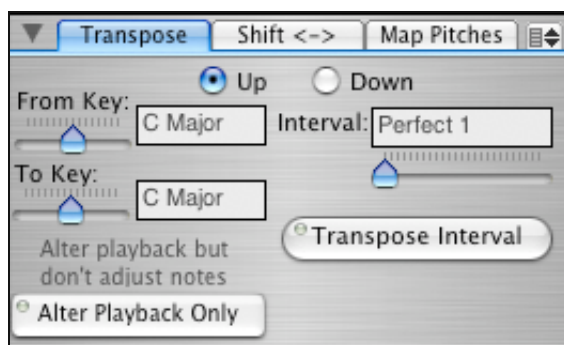 Transpose
Shift <->
Map Pitches
Up
Down
From Key:
C Major
Interval:
Perfect 1
To Key:
C Major
Alter playback but
don't adjust notes
Transpose Interval
Alter Playback Only